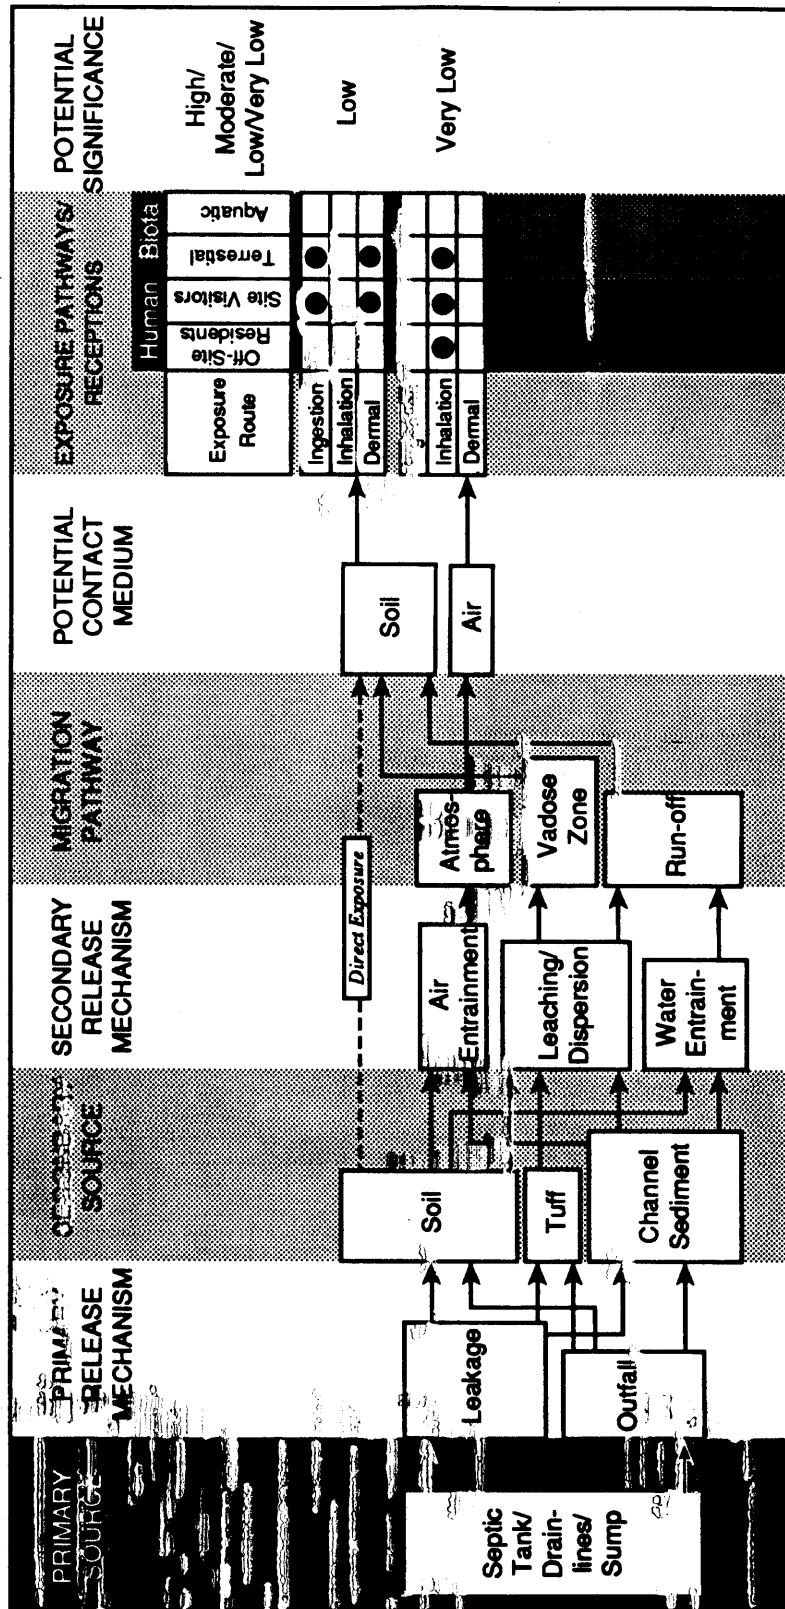 PRIMARY
SOURCE
PRIMARY
RELEASE
MECHANISM
SOURCE
SECONDARY
RELEASE
MECHANISM
MIGRATION
PATHWAY
POTENTIAL
CONTACT
MEDIUM
EXPOSURE PATHWAYS/
RECEPTIONS
POTENTIAL
SIGNIFICANCE
Human
Biota
Exposure
Route
Off-Site
Residents
Site Visitors
Terrestial
Aquatic
High/
Moderate/
Low/Very Low
Ingestion
Inhalation
Dermal
Low
Inhalation
Dermal
Very Low
Septic
Tank/
Drain-
lines/
Sump
Leakage
Outfall
Soil
Tuff
Channel
Sediment
Direct Exposure
Air
Entrainment
Leaching/
Dispersion
Water
Entrain-
ment
Atmos-
phere
Vadose
Zone
Run-off
Soil
Air